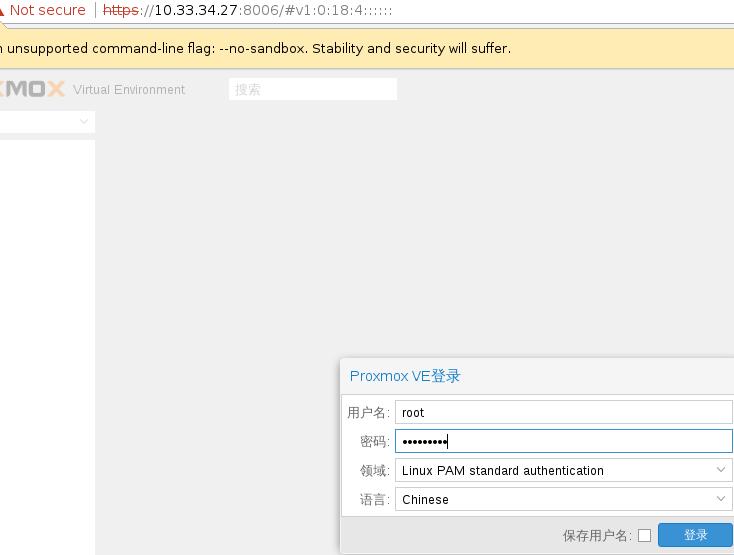 Not secure https://10.33.34.27:8006/#v1:0:18:4::::::
unsupported command-line flag: --no-sandbox. Stability and security will suffer.
XMOX Virtual Environment 搜索
Proxmox VE登录
用户名: root
密码: •••••••••
领域: Linux PAM standard authentication
语言: Chinese
保存用户名: 登录